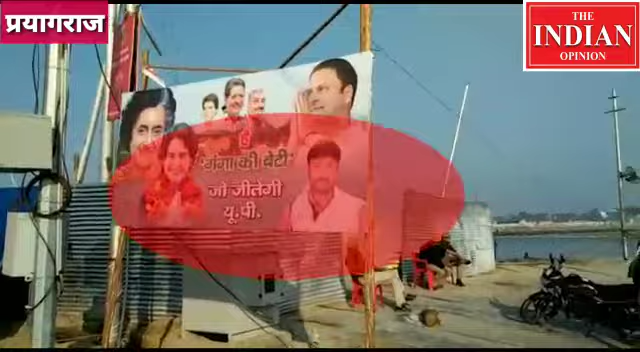 प्रयागराज
THE
INDIAN
OPINION
'गंगा की बेटी'
जो जीतेगी
यू.पी.